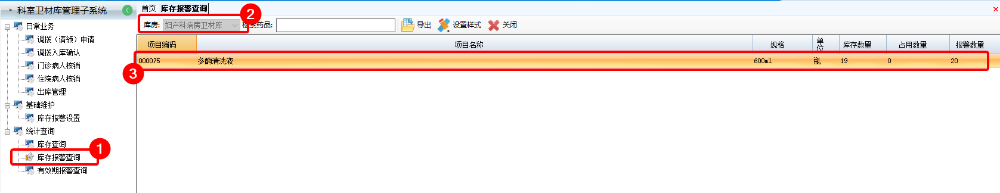 科室卫材库管理子系统
首页 库存报警查询
库房: 妇产科病房卫材库 检索药品: 导出 设置样式 关闭
2
日常业务
调拨（请领）申请
调拨入库确认
门诊病人核销
住院病人核销
出库管理
基础维护
库存报警设置
统计查询
库存查询
库存报警查询
有效期报警查询
1
项目编码 项目名称 规格 单位 库存数量 占用数量 报警数量
000075 多酶清洗液 600ml 瓶 19 0 20
3